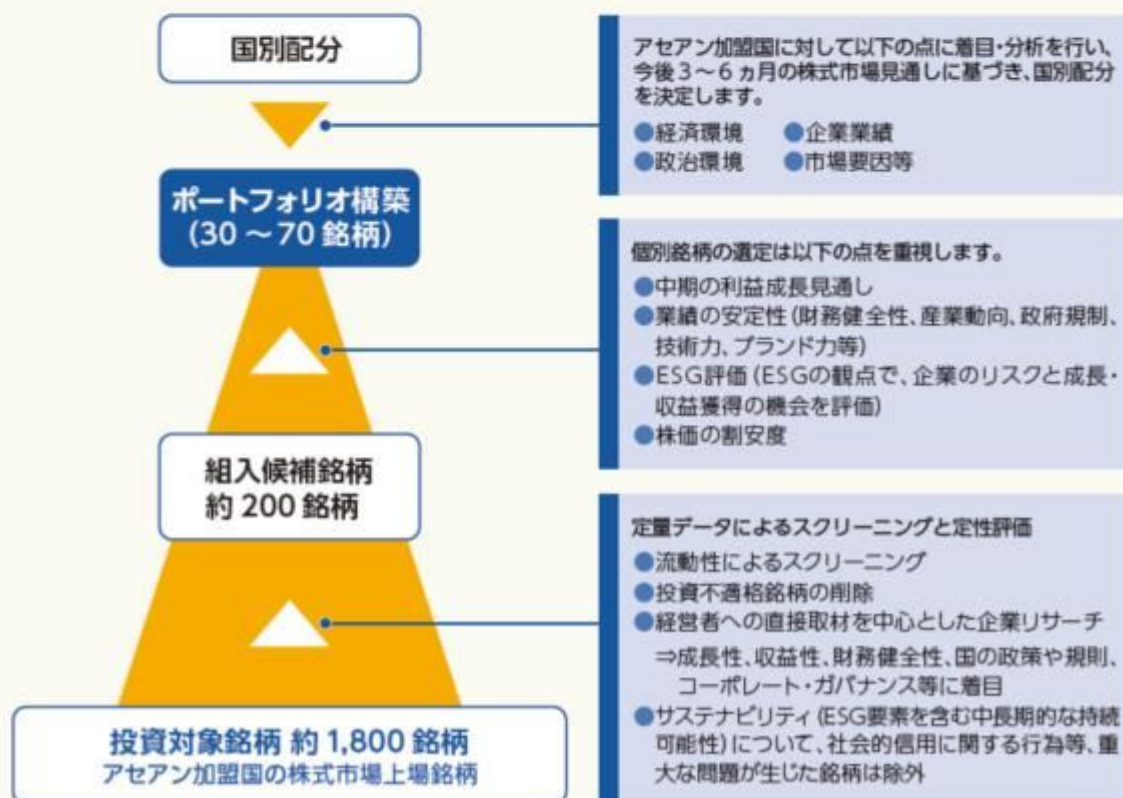 国別配分
アセアン加盟国に対して以下の点に着目・分析を行い、
今後3~6ヵ月の株式市場見通しに基づき、国別配分
を決定します。
●経済環境 ●企業業績
●政治環境 ●市場要因等
ポートフォリオ構築
(30 ~ 70 銘柄)
個別銘柄の選定は以下の点を重視します。
●中期の利益成長見通し
●業績の安定性(財務健全性、産業動向、政府規制、
技術力、ブランド力等)
●ESG評価(ESGの観点で、企業のリスクと成長・
収益獲得の機会を評価)
●株価の割安度
組入候補銘柄
約 200 銘柄
定量データによるスクリーニングと定性評価
●流動性によるスクリーニング
●投資不適格銘柄の削除
●経営者への直接取材を中心とした企業リサーチ
⇒成長性、収益性、財務健全性、国の政策や規則、
コーポレート・ガバナンス等に着目
●サステナビリティ(ESG要素を含む中長期的な持続
可能性)について、社会的信用に関する行為等、重
大な問題が生じた銘柄は除外
投資対象銘柄 約 1,800 銘柄
アセアン加盟国の株式市場上場銘柄